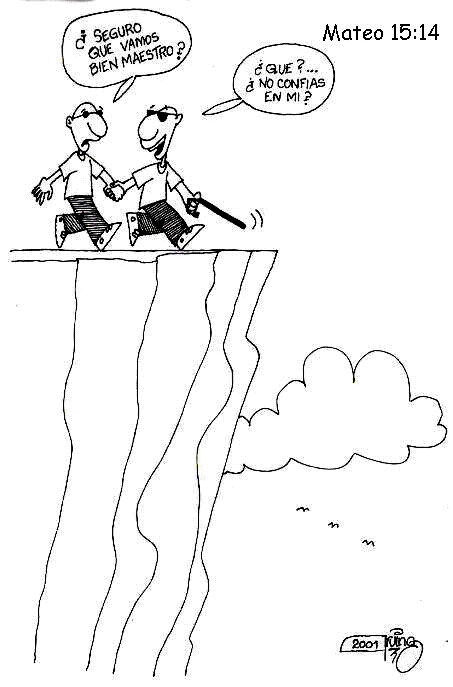 Mateo 15:14
¿ SEGURO
QUE VAMOS
BIEN MAESTRO?
¿QUE?...
¿NO CONFIAS
EN MI?
2001